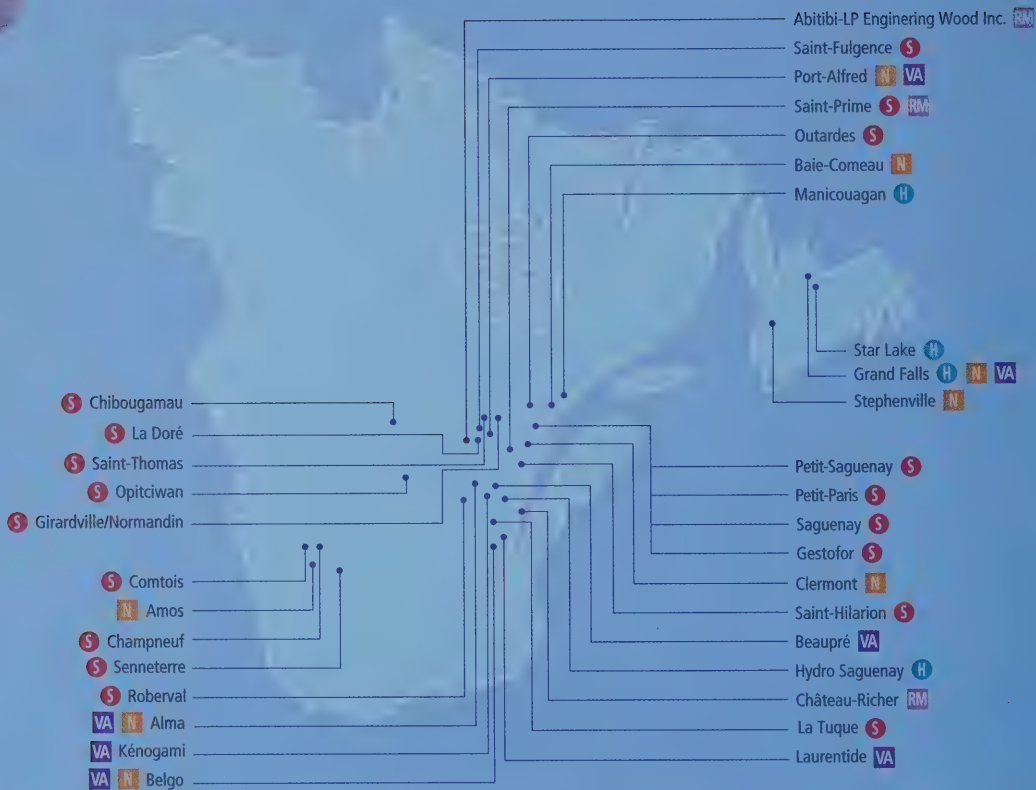 Abitibi-LP Enginering Wood Inc. RM
Saint-Fulgence S
Port-Alfred N VA
Saint-Prime S RM
Outardes S
Baie-Comeau N
Manicouagan H
Star Lake H
Grand Falls H N VA
Stephenville N
S Chibougamau
S La Doré
S Saint-Thomas
S Opitciwan
S Girardville/Normandin
S Comtois
N Amos
S Champneuf
S Senneterre
S Roberval
VA N Alma
VA Kénogami
VA N Belgo
Petit-Saguenay S
Petit-Paris S
Saguenay S
Gestofor S
Clermont N
Saint-Hilarion S
Beaupré VA
Hydro Saguenay H
Château-Richer RM
La Tuque S
Laurentide VA